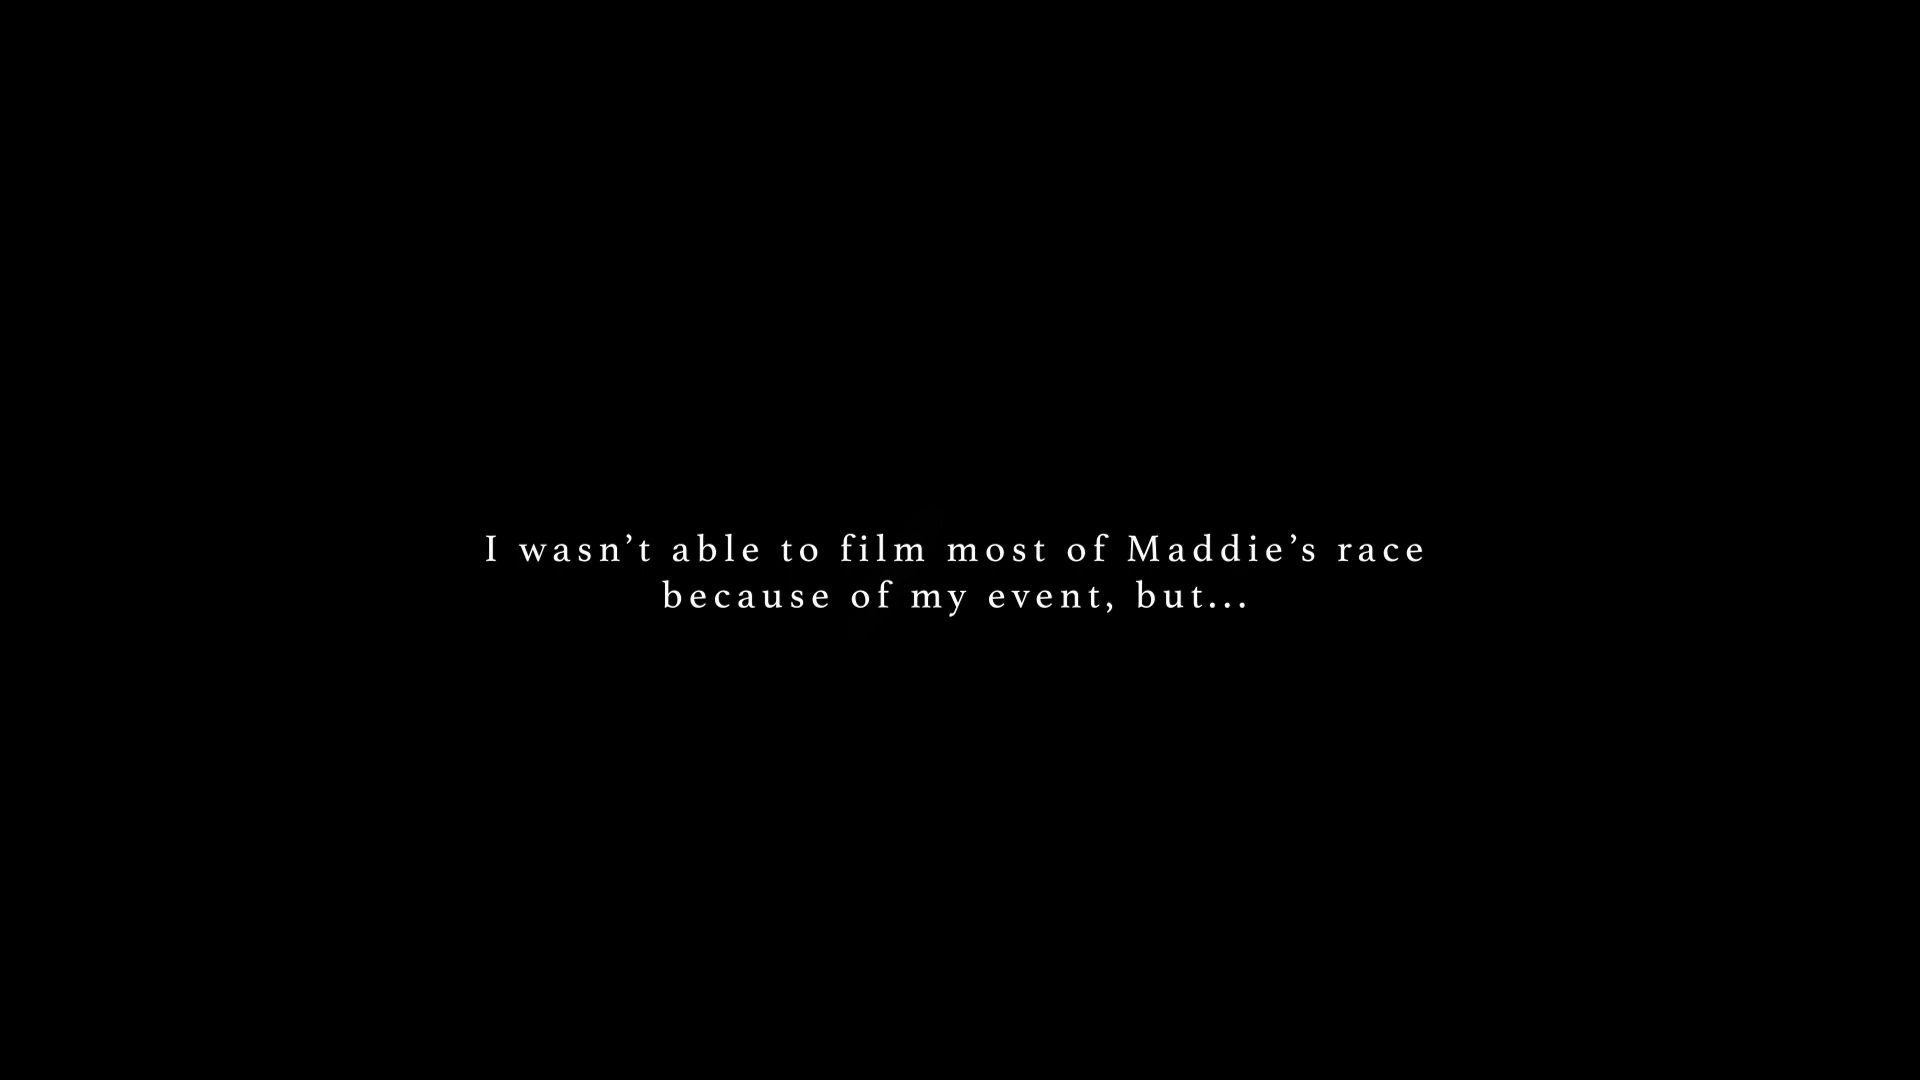 I wasn’t able to film most of Maddie’s race
because of my event, but...